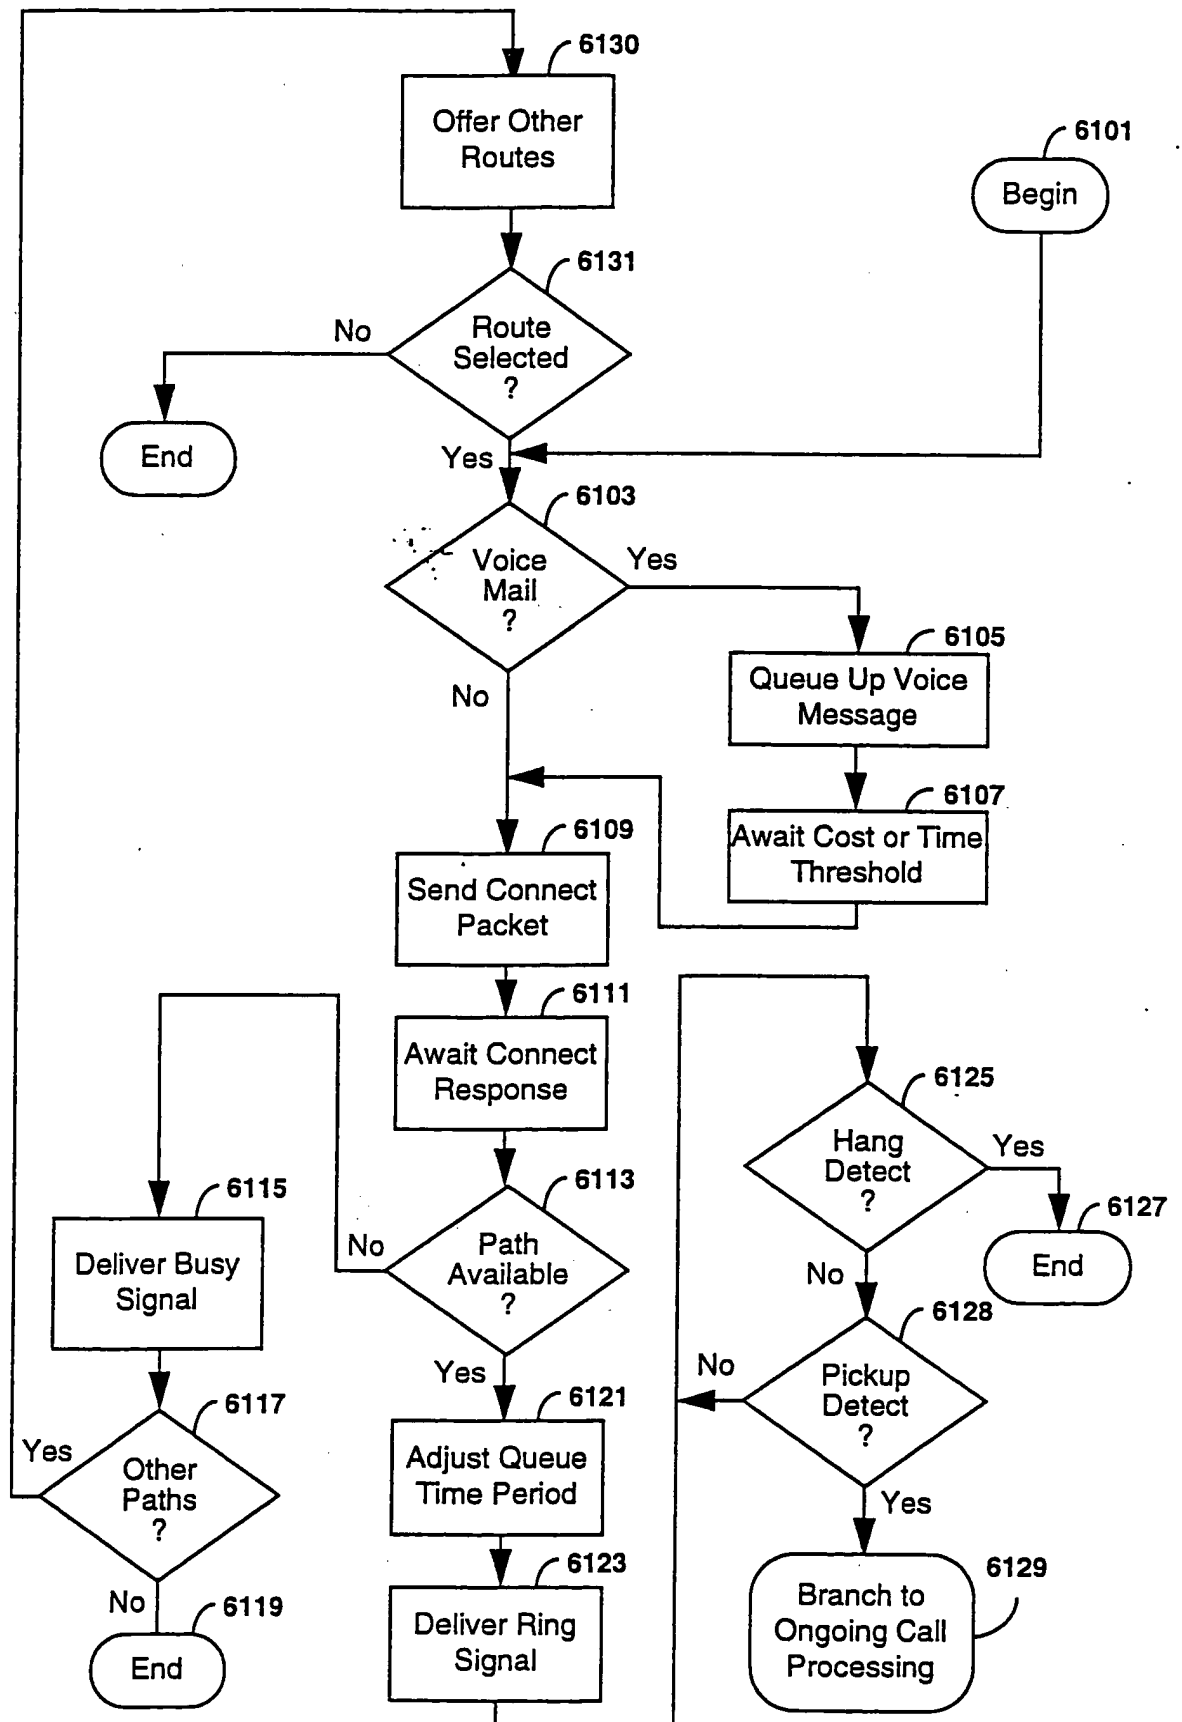 6130
Offer Other
Routes
6101
Begin
6131
Route
Selected
?
No
End
Yes
6103
Voice
Mail
?
Yes
No
6105
Queue Up Voice
Message
6107
Await Cost or Time
Threshold
6109
Send Connect
Packet
6111
Await Connect
Response
6113
Path
Available
?
No
Yes
6115
Deliver Busy
Signal
6117
Other
Paths
?
Yes
No
6119
End
6121
Adjust Queue
Time Period
6123
Deliver Ring
Signal
6125
Hang
Detect
?
Yes
6127
End
No
6128
Pickup
Detect
?
No
Yes
6129
Branch to
Ongoing Call
Processing